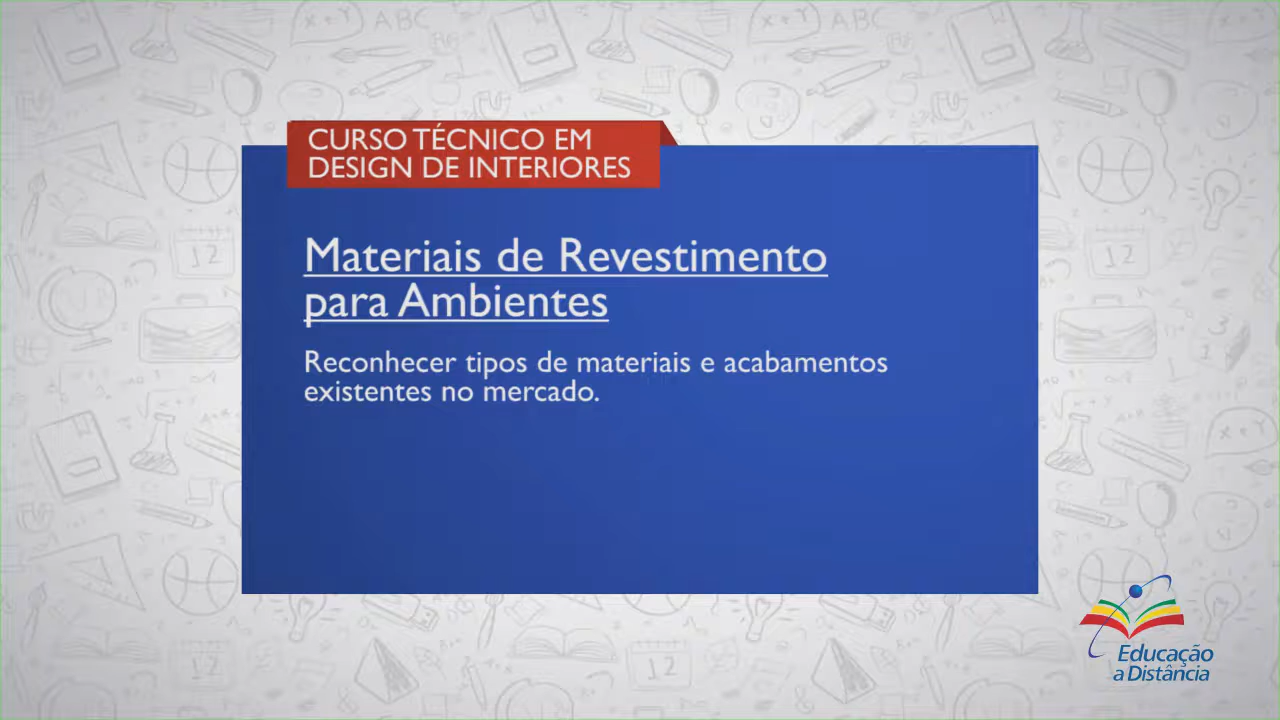 CURSO TÉCNICO EM
DESIGN DE INTERIORES
Materiais de Revestimento
para Ambientes
Reconhecer tipos de materiais e acabamentos
existentes no mercado.
Educação
a Distância